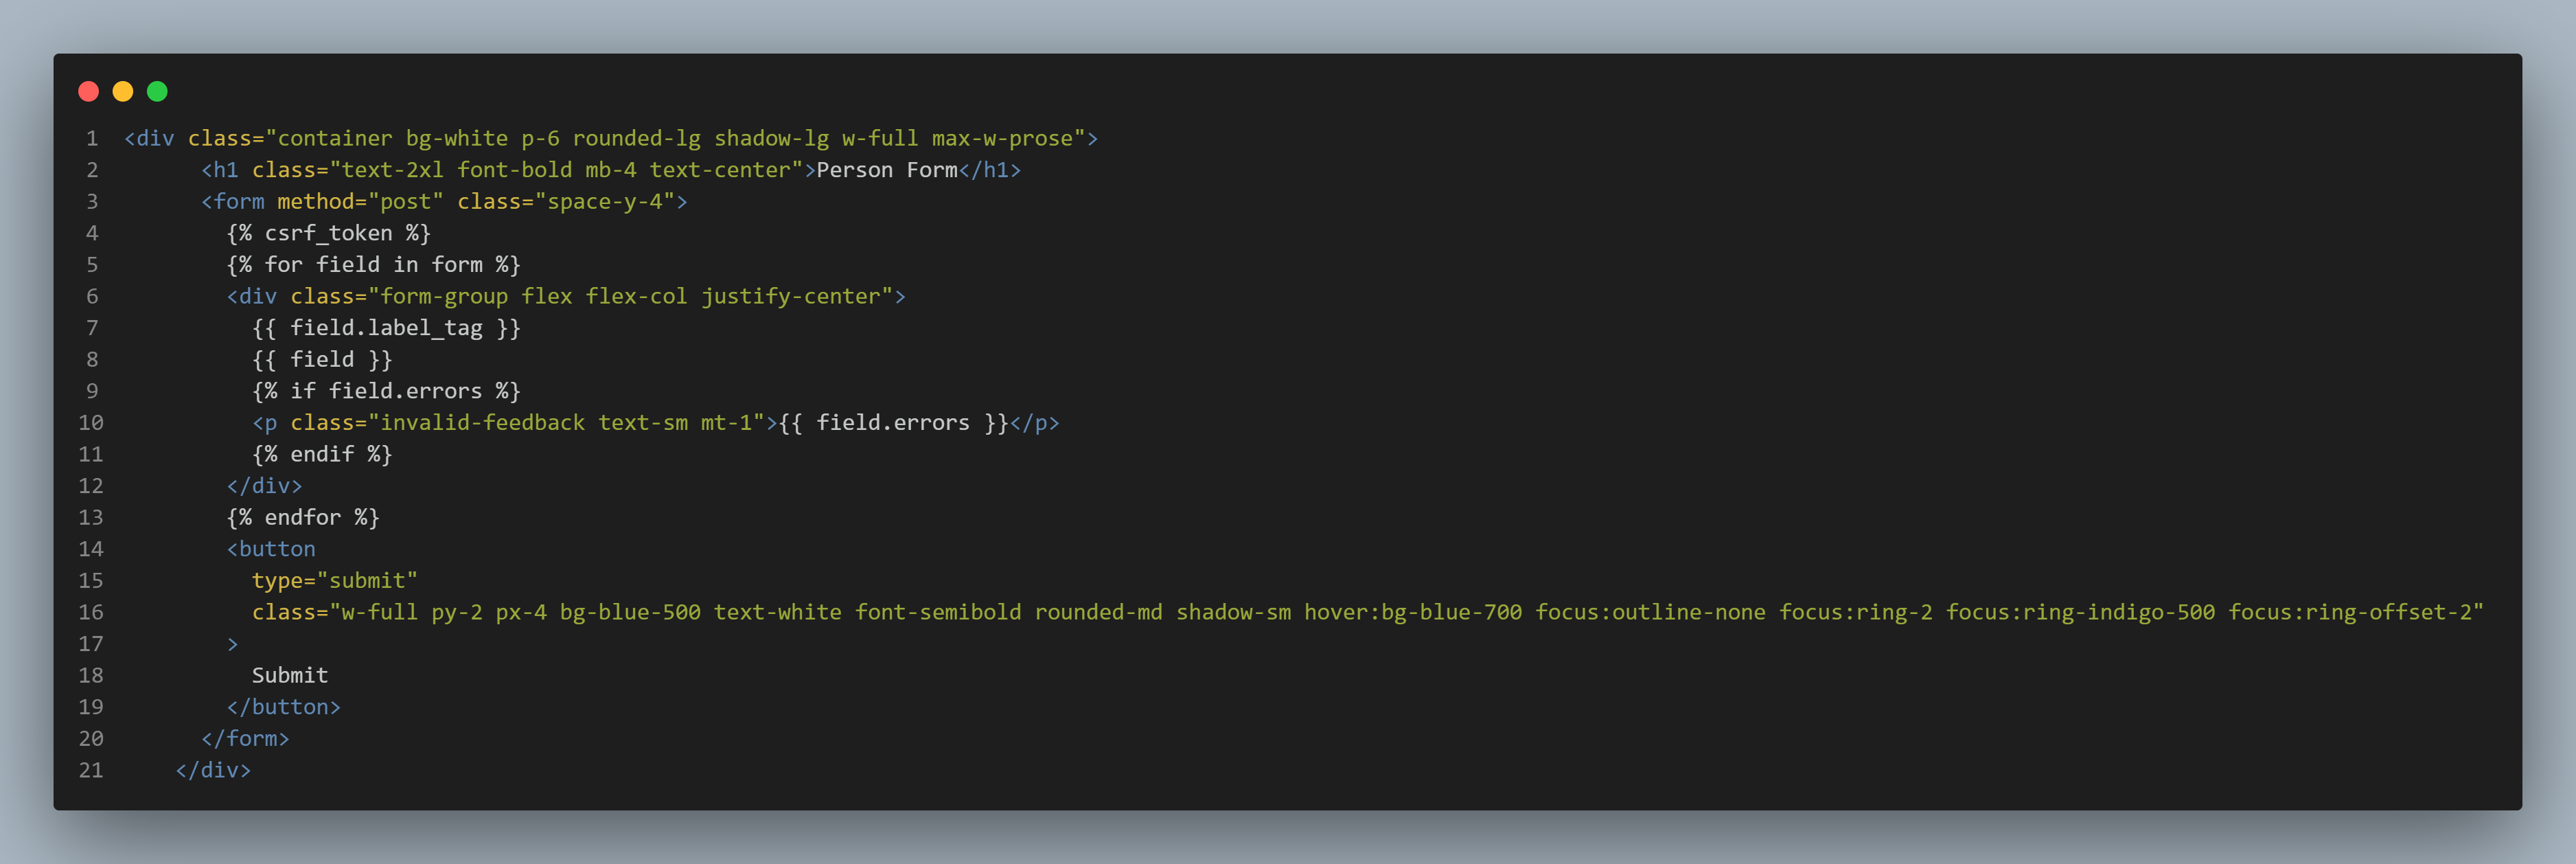 1 <div class="container bg-white p-6 rounded-lg shadow-lg w-full max-w-prose">
2       <h1 class="text-2xl font-bold mb-4 text-center">Person Form</h1>
3       <form method="post" class="space-y-4">
4         {% csrf_token %}
5         {% for field in form %}
6         <div class="form-group flex flex-col justify-center">
7           {{ field.label_tag }}
8           {{ field }}
9           {% if field.errors %}
10           <p class="invalid-feedback text-sm mt-1">{{ field.errors }}</p>
11           {% endif %}
12         </div>
13         {% endfor %}
14         <button
15           type="submit"
16           class="w-full py-2 px-4 bg-blue-500 text-white font-semibold rounded-md shadow-sm hover:bg-blue-700 focus:outline-none focus:ring-2 focus:ring-indigo-500 focus:ring-offset-2"
17         >
18           Submit
19         </button>
20       </form>
21     </div>